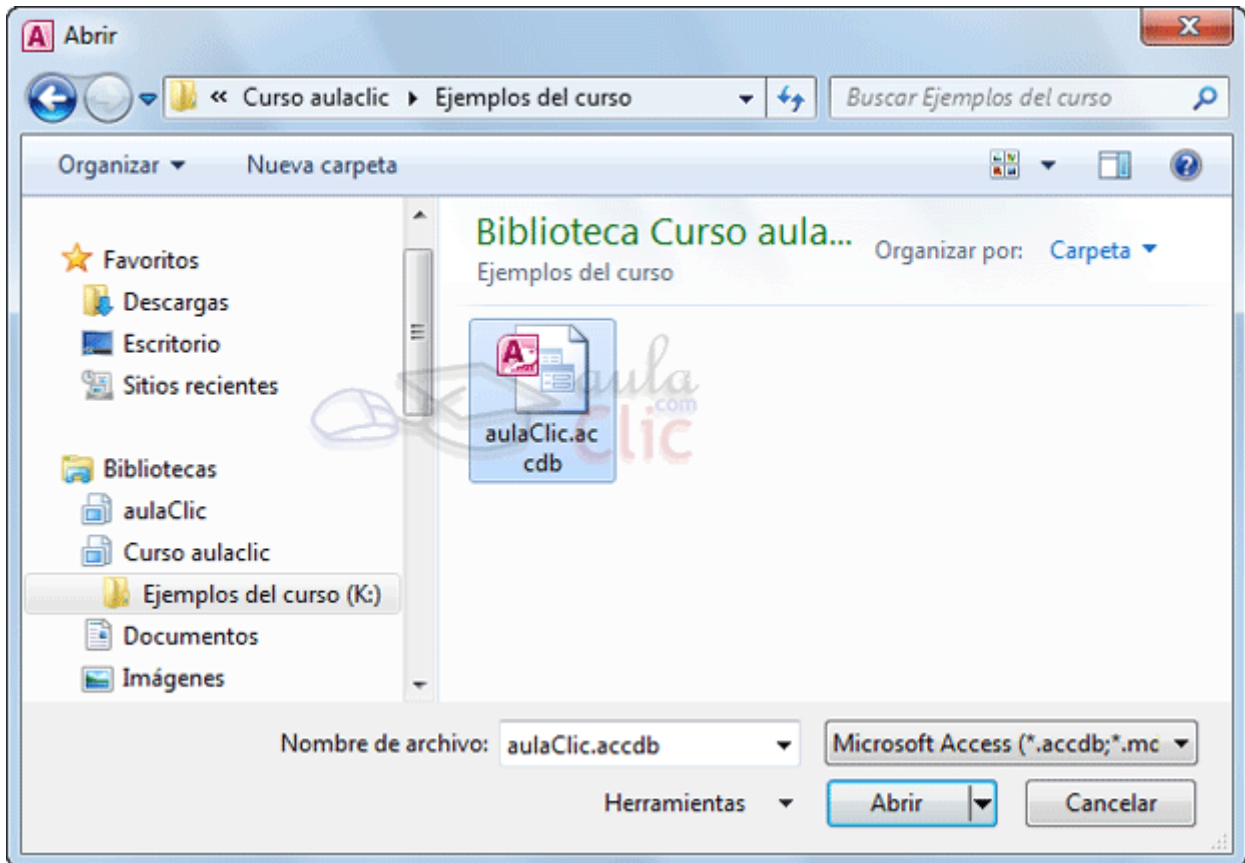 Abrir
« Curso aulaclic ▸ Ejemplos del curso
Buscar Ejemplos del curso
Organizar
Nueva carpeta
Favoritos
Descargas
Escritorio
Sitios recientes
Bibliotecas
aulaClic
Curso aulaclic
Ejemplos del curso (K:)
Documentos
Imágenes
Biblioteca Curso aula...
Ejemplos del curso
Organizar por: Carpeta
aulaClic.ac
cdb
aula
.com
Clic
Nombre de archivo: aulaClic.accdb
Microsoft Access (*.accdb;*.mc
Herramientas
Abrir
Cancelar